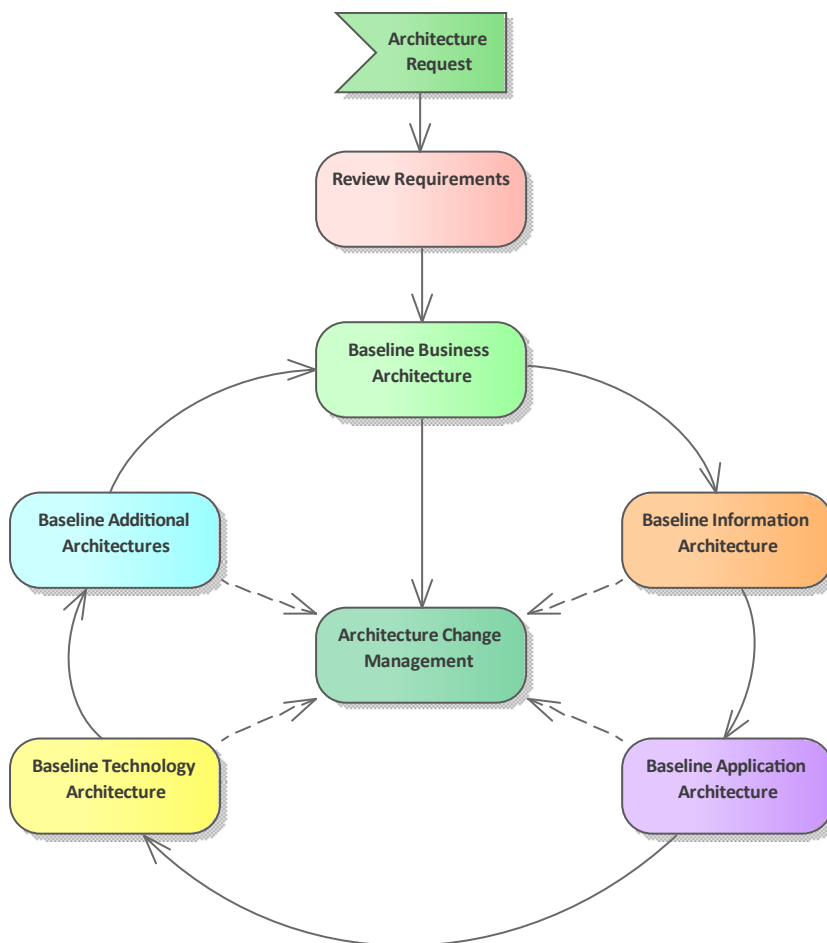 Architecture
Request
Review Requirements
Baseline Business
Architecture
Baseline Additional
Architectures
Baseline Information
Architecture
Architecture Change
Management
Baseline Technology
Architecture
Baseline Application
Architecture